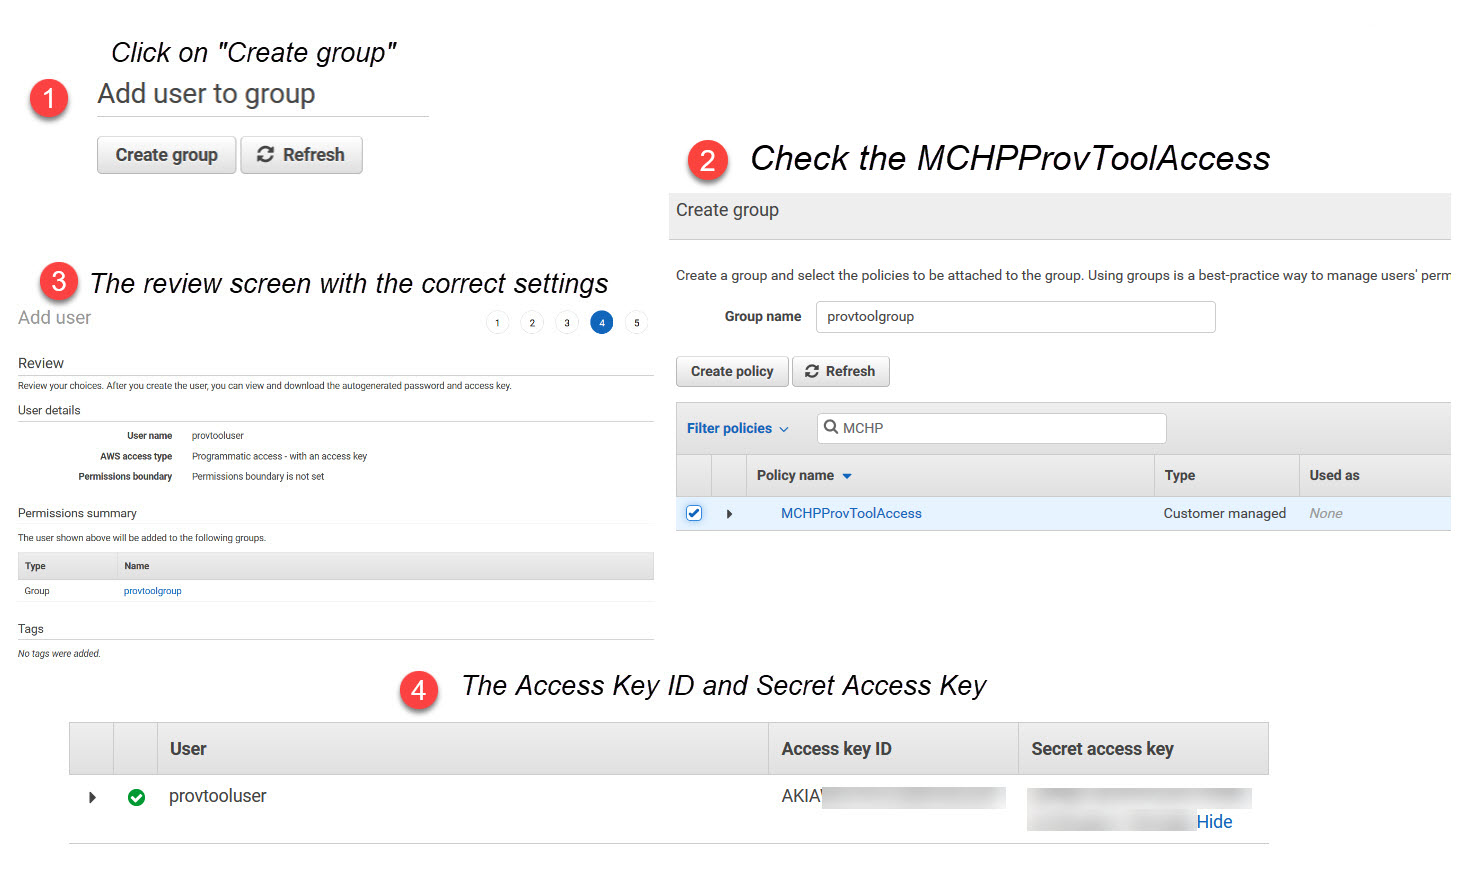 Click on "Create group"
1
Add user to group
Create group
Refresh
2
Check the MCHPProvToolAccess
Create group
Create a group and select the policies to be attached to the group. Using groups is a best-practice way to manage users' perm
Group name
provtoolgroup
Create policy
Refresh
Filter policies
MCHP
Policy name
Type
Used as
MCHPProvToolAccess
Customer managed
None
3
The review screen with the correct settings
Add user
1
2
3
4
5
Review
Review your choices. After you create the user, you can view and download the autogenerated password and access key.
User details
User name
provtooluser
AWS access type
Programmatic access - with an access key
Permissions boundary
Permissions boundary is not set
Permissions summary
The user shown above will be added to the following groups.
Type
Name
Group
provtoolgroup
Tags
No tags were added.
4
The Access Key ID and Secret Access Key
User
Access key ID
Secret access key
provtooluser
AKIA
Hide